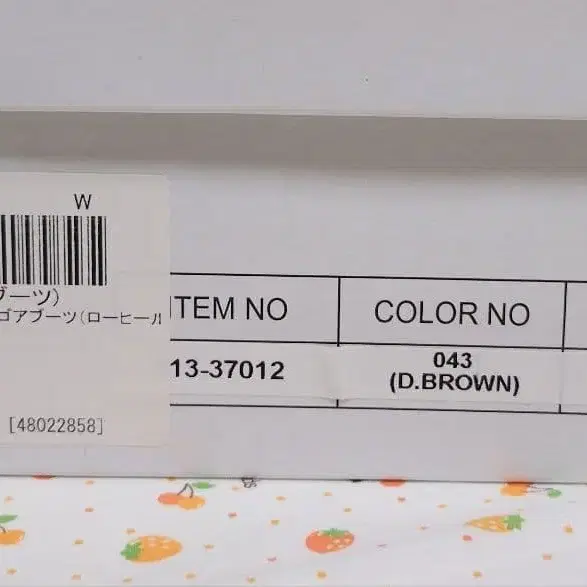 W
ブーツ)
ゴアブーツ(ローヒール
[48022858]
ITEM NO
COLOR NO
13-37012
043
(D.BROWN)